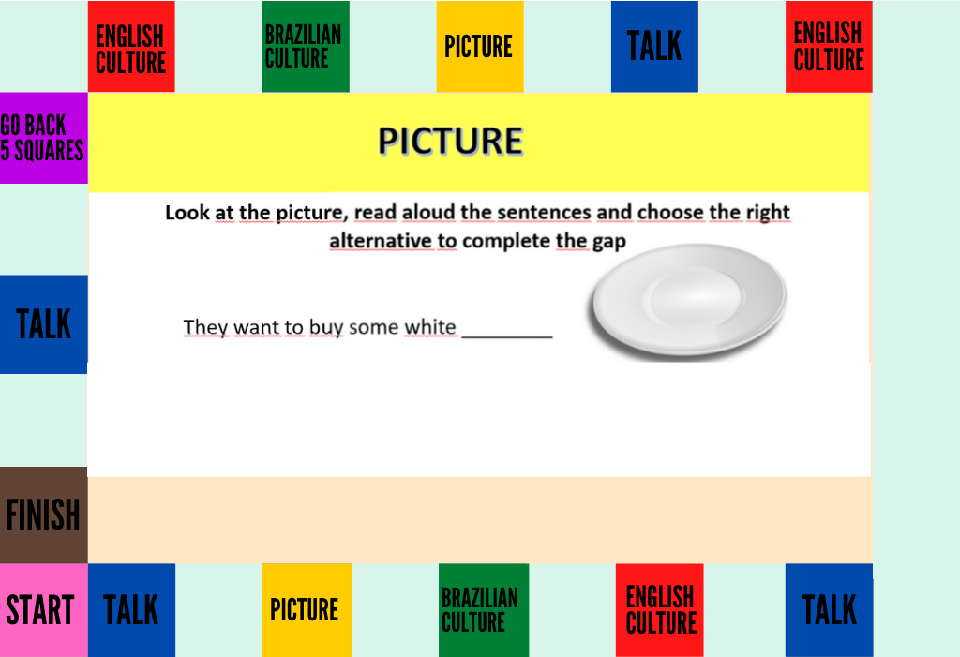 ENGLISH
CULTURE
BRAZILIAN
CULTURE
PICTURE
TALK
ENGLISH
CULTURE
GO BACK
5 SQUARES
PICTURE
Look at the picture, read aloud the sentences and choose the right
alternative to complete the gap
They want to buy some white _________
TALK
FINISH
START
TALK
PICTURE
BRAZILIAN
CULTURE
ENGLISH
CULTURE
TALK